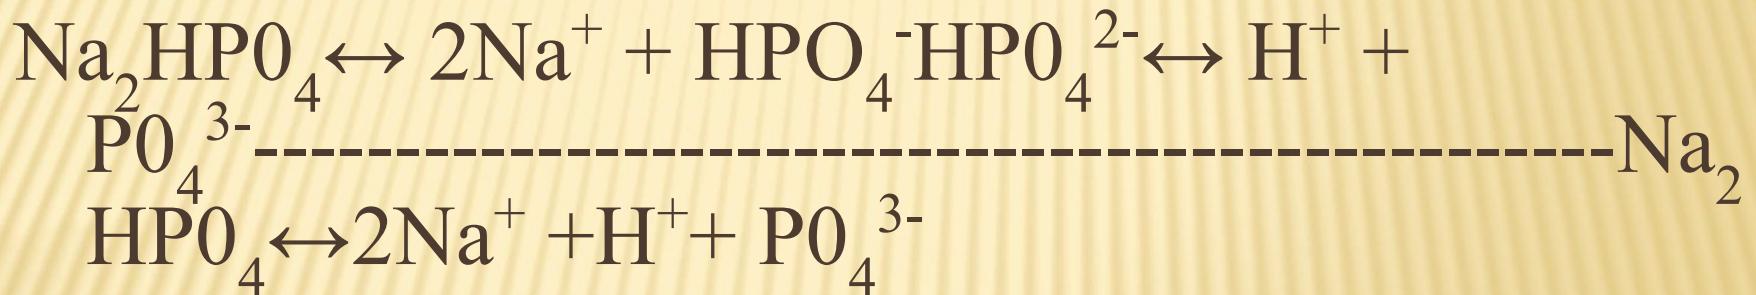 Na₂HP0₄↔ 2Na⁺ + HPO₄⁻HP0₄²⁻↔ H⁺ +
P0₄³⁻------------------------------------------------Na₂
HP0₄↔2Na⁺ +H⁺+ P0₄³⁻